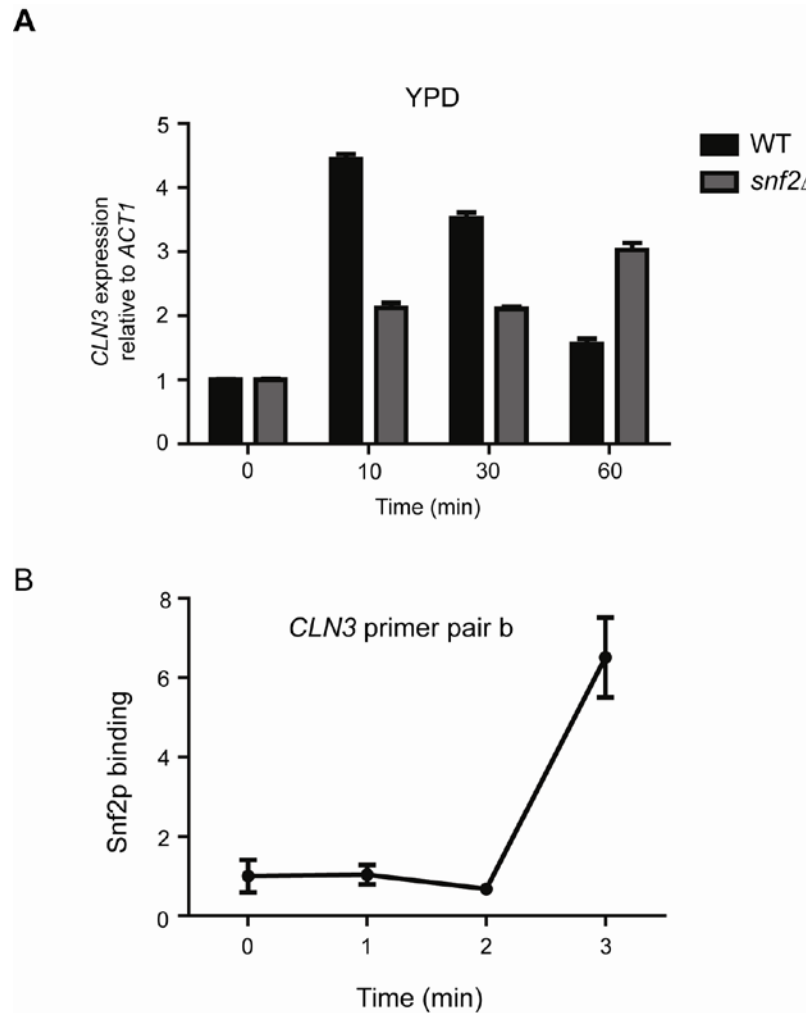 A
YPD
5
4
3
2
1
0
CLN3 expression
relative to ACT1
0 10 30 60
Time (min)
WT
snf2Δ
B
8
6
4
2
0
CLN3 primer pair b
Snf2p binding
0 1 2 3
Time (min)